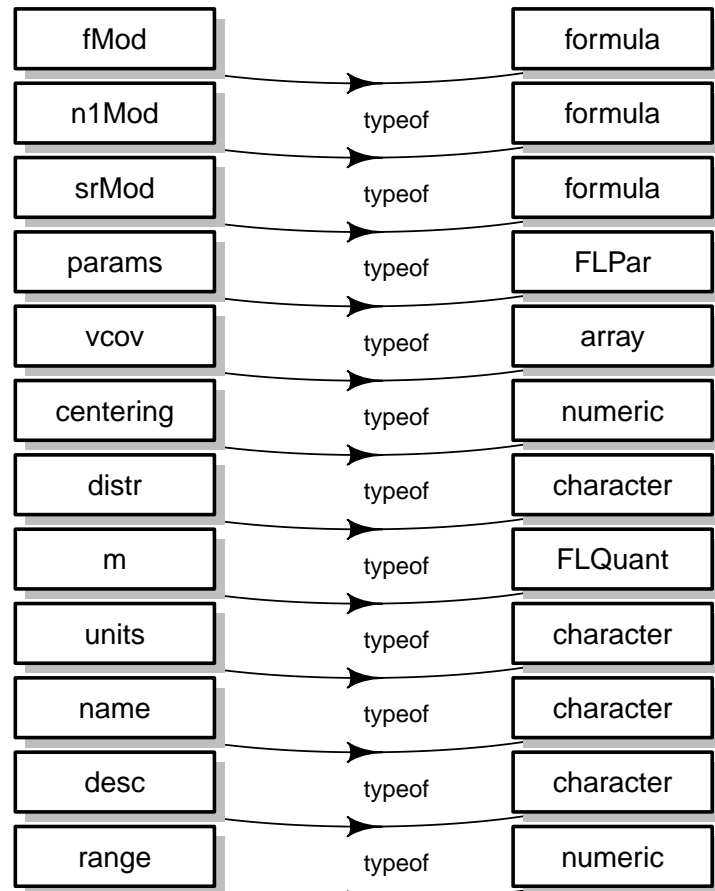 fMod formula
n1Mod typeof formula
srMod typeof formula
params typeof FLPar
vcov typeof array
centering typeof numeric
distr typeof character
m typeof FLQuant
units typeof character
name typeof character
desc typeof character
range typeof numeric